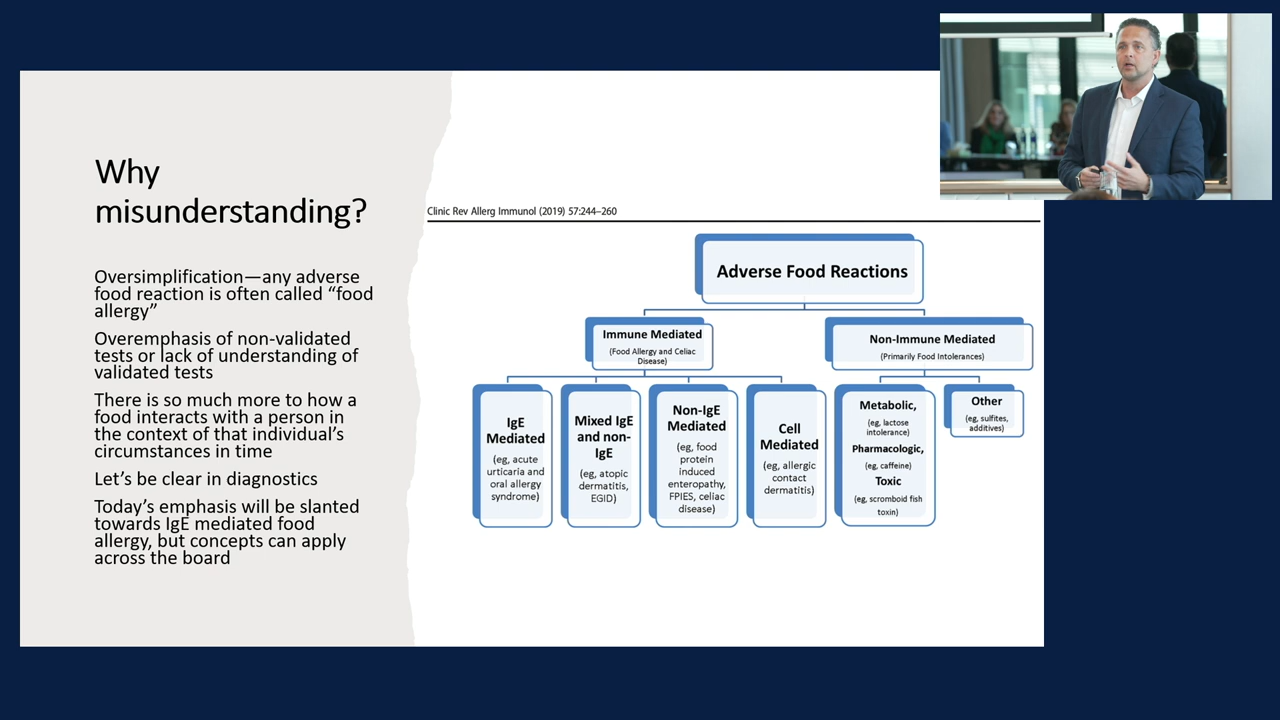 Why
misunderstanding?
Oversimplification—any adverse
food reaction is often called “food
allergy”
Overemphasis of non-validated
tests or lack of understanding of
validated tests
There is so much more to how a
food interacts with a person in
the context of that individual’s
circumstances in time
Let’s be clear in diagnostics
Today’s emphasis will be slanted
towards IgE mediated food
allergy, but concepts can apply
across the board
Clinic Rev Allerg Immunol (2019) 57:244–260
Adverse Food Reactions
Immune Mediated
(Food Allergy and Celiac
Disease)
Non-Immune Mediated
(Primarily Food Intolerances)
IgE
Mediated
(eg, acute
urticaria and
oral allergy
syndrome)
Mixed IgE
and non-
IgE
(eg, atopic
dermatitis,
EGID)
Non-IgE
Mediated
(eg, food
protein
induced
enteropathy,
FPIES, celiac
disease)
Cell
Mediated
(eg, allergic
contact
dermatitis)
Metabolic,
(eg, lactose
intolerance)
Pharmacologic,
(eg, caffeine)
Toxic
(eg, scromboid fish
toxin)
Other
(eg, sulfites,
additives)